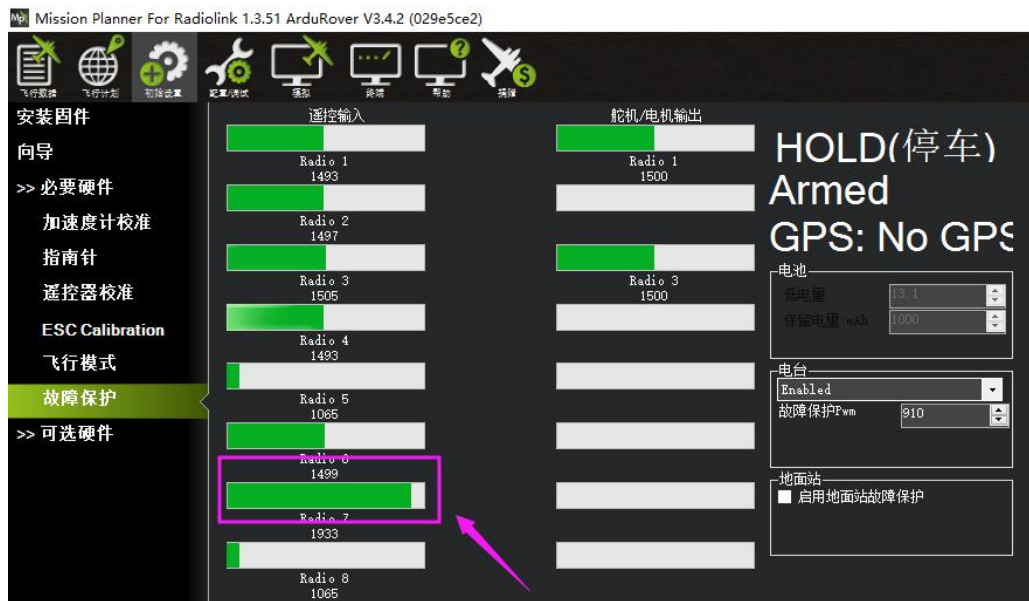 Mission Planner For Radiolink 1.3.51 ArduRover V3.4.2 (029e5ce2)
飞行数据 飞行计划 初始设置 配置/调试 模拟 终端 帮助 捐赠
安装固件
向导
>> 必要硬件
加速度计校准
指南针
遥控器校准
ESC Calibration
飞行模式
故障保护
>> 可选硬件
遥控输入
Radio 1
1493
Radio 2
1497
Radio 3
1505
Radio 4
1493
Radio 5
1065
Radio 6
1499
Radio 7
1933
Radio 8
1065
舵机/电机输出
Radio 1
1500
Radio 3
1500
HOLD(停车)
Armed
GPS: No GPS
电池
低电量 13.1
保留电量 mAh 1000
电台
Enabled
故障保护Pwm 910
地面站
启用地面站故障保护